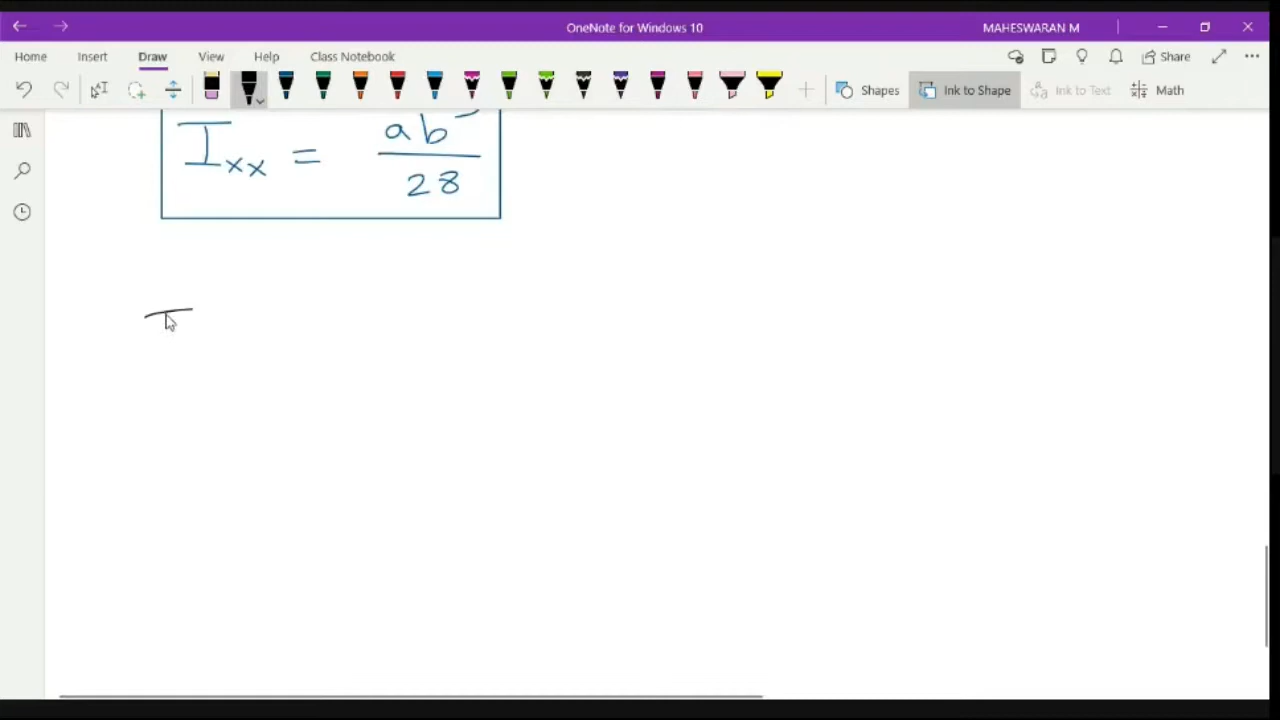 OneNote for Windows 10
MAHESWARAN M
Home Insert Draw View Help Class Notebook Share
Shapes Ink to Shape Ink to Text Math
I_xx = ab
28